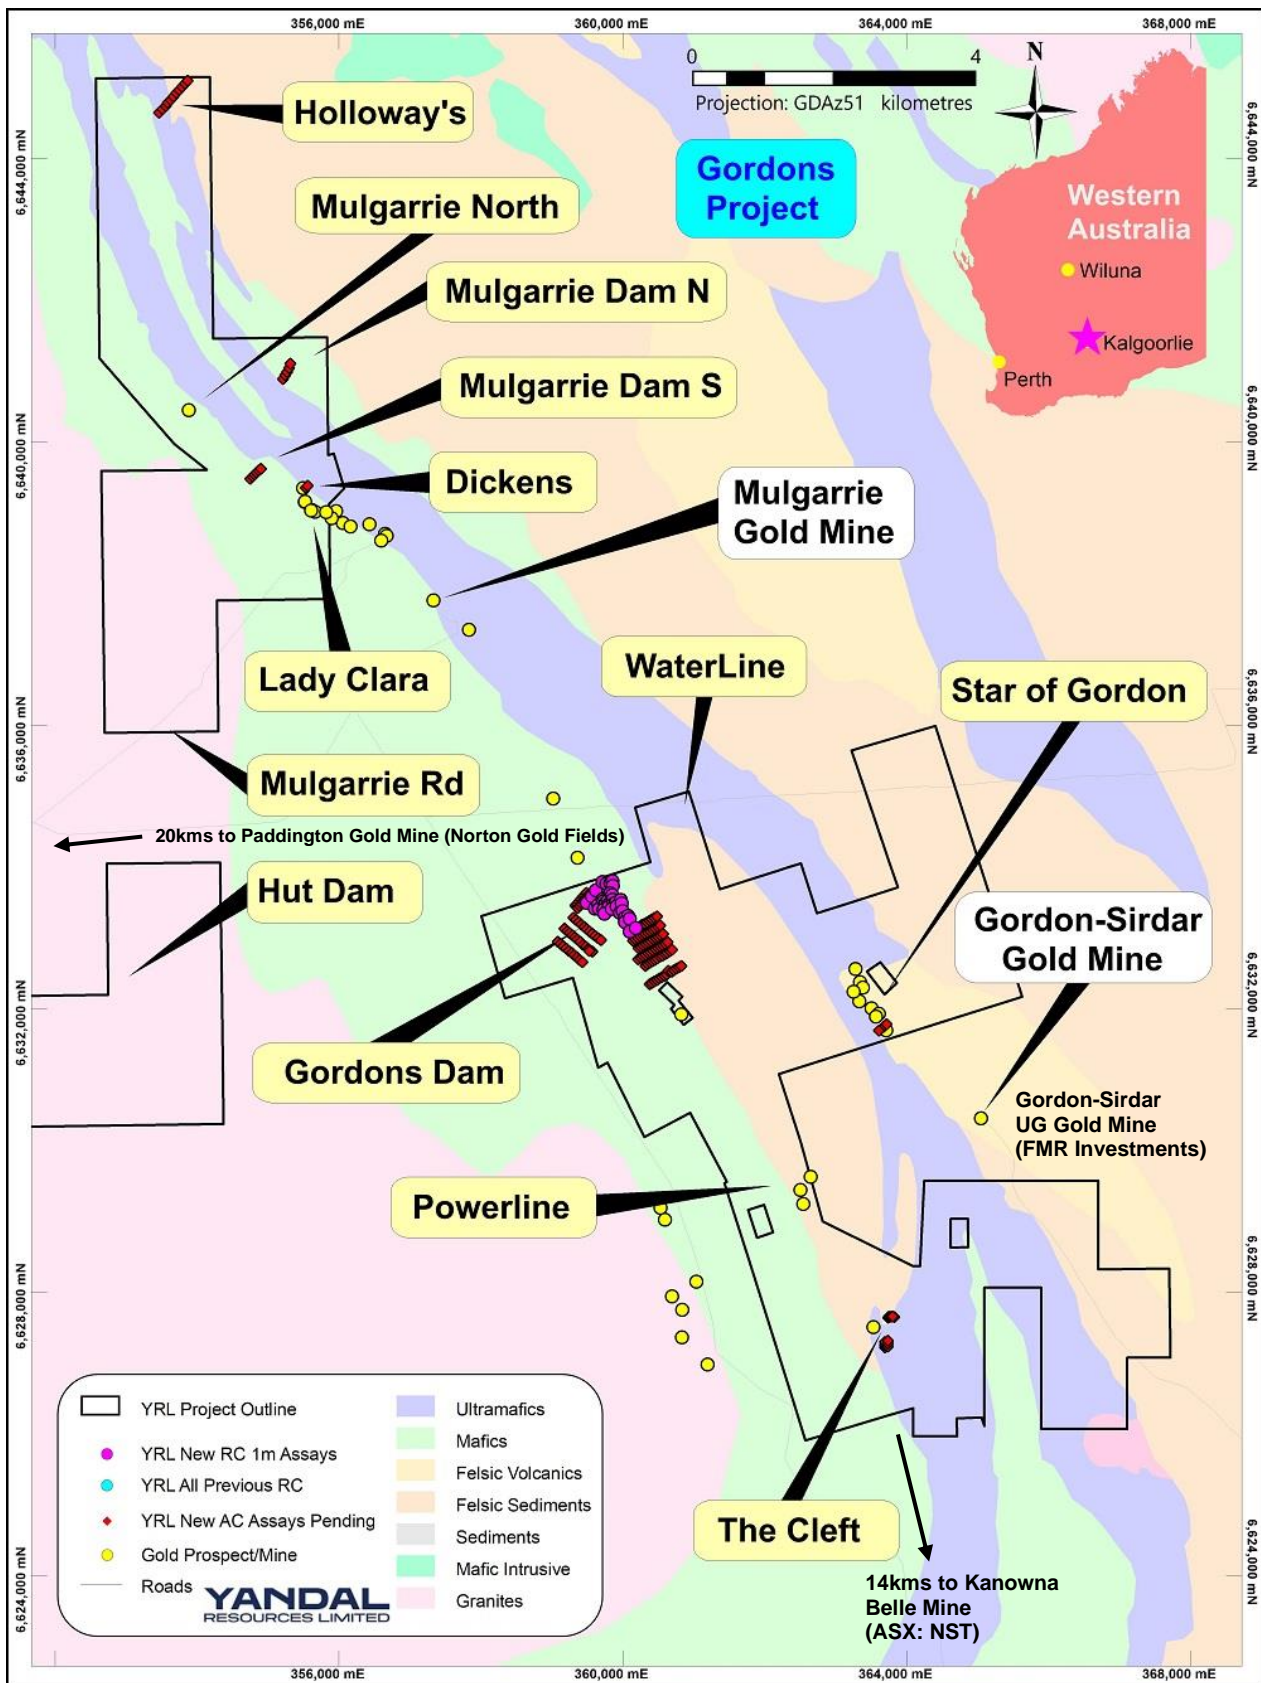 356,000 mE
360,000 mE
364,000 mE
368,000 mE
0
4
Projection: GDAz51 kilometres
N
Holloway's
Gordons
Project
Western
Australia
Wiluna
Kalgoorlie
Perth
6,644,000 mN
6,644,000 mN
Mulgarrie North
Mulgarrie Dam N
Mulgarrie Dam S
6,640,000 mN
6,640,000 mN
Dickens
Mulgarrie
Gold Mine
Lady Clara
WaterLine
Star of Gordon
6,636,000 mN
6,636,000 mN
Mulgarrie Rd
20kms to Paddington Gold Mine (Norton Gold Fields)
Hut Dam
Gordon-Sirdar
Gold Mine
6,632,000 mN
6,632,000 mN
Gordons Dam
Gordon-Sirdar
UG Gold Mine
(FMR Investments)
Powerline
6,628,000 mN
6,628,000 mN
The Cleft
14kms to Kanowna
Belle Mine
(ASX: NST)
6,624,000 mN
6,624,000 mN
YRL Project Outline
YRL New RC 1m Assays
YRL All Previous RC
YRL New AC Assays Pending
Gold Prospect/Mine
Roads
Ultramafics
Mafics
Felsic Volcanics
Felsic Sediments
Sediments
Mafic Intrusive
Granites
YANDAL
RESOURCES LIMITED
356,000 mE
360,000 mE
364,000 mE
368,000 mE